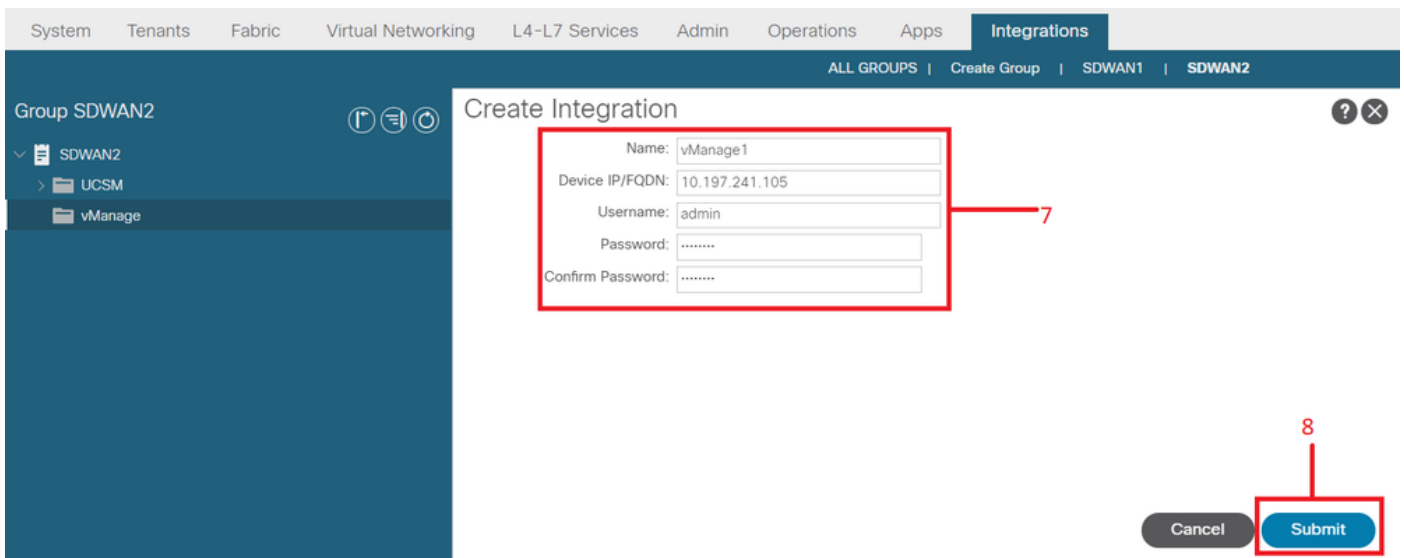 System Tenants Fabric Virtual Networking L4-L7 Services Admin Operations Apps Integrations
ALL GROUPS | Create Group | SDWAN1 | SDWAN2
Group SDWAN2
SDWAN2
UCSM
vManage
Create Integration
Name: vManage1
Device IP/FQDN: 10.197.241.105
Username: admin
Password: ········
Confirm Password: ········
7
8
Cancel Submit